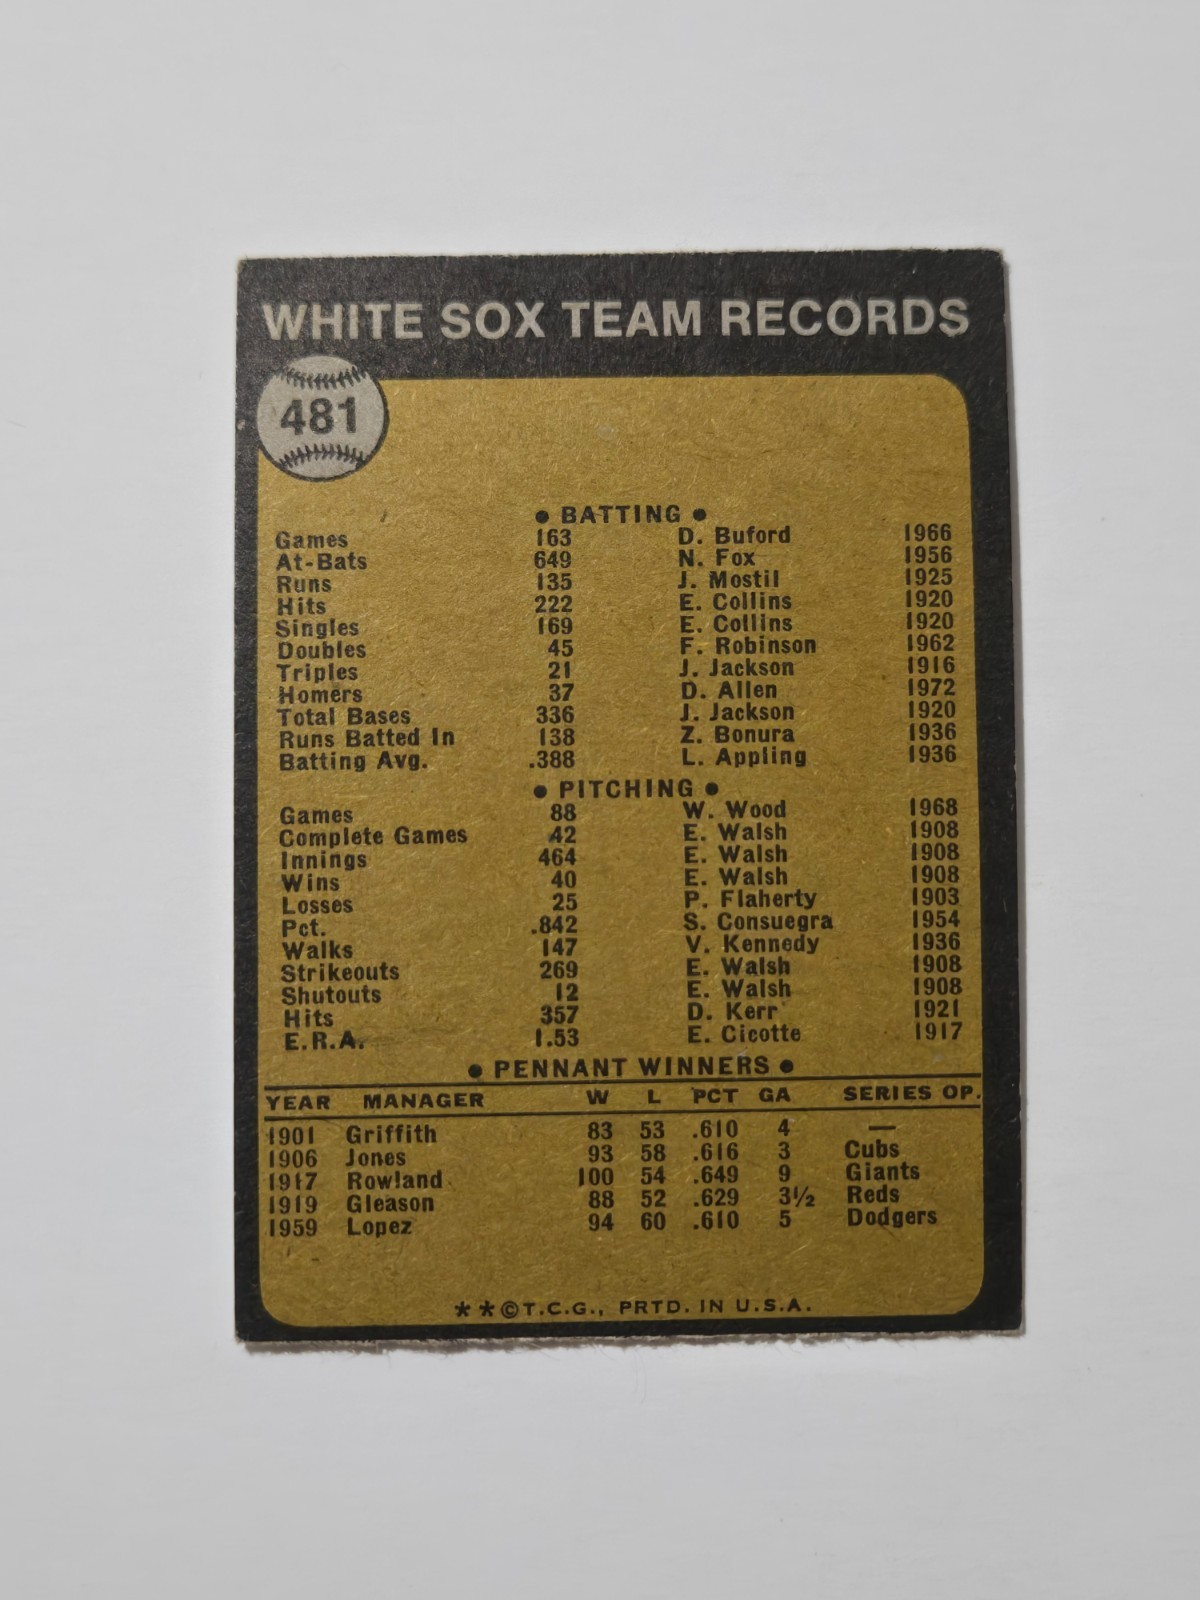 WHITE SOX TEAM RECORDS
481
● BATTING ●
Games 163 D. Buford 1966
At-Bats 649 N. Fox 1956
Runs 135 J. Mostil 1925
Hits 222 E. Collins 1920
Singles 169 E. Collins 1920
Doubles 45 F. Robinson 1962
Triples 21 J. Jackson 1916
Homers 37 D. Allen 1972
Total Bases 336 J. Jackson 1920
Runs Batted In 138 Z. Bonura 1936
Batting Avg. .388 L. Appling 1936
● PITCHING ●
Games 88 W. Wood 1968
Complete Games 42 E. Walsh 1908
Innings 464 E. Walsh 1908
Wins 40 E. Walsh 1908
Losses 25 P. Flaherty 1903
Pct. .842 S. Consuegra 1954
Walks 147 V. Kennedy 1936
Strikeouts 269 E. Walsh 1908
Shutouts 12 E. Walsh 1908
Hits 357 D. Kerr 1921
E.R.A. 1.53 E. Cicotte 1917
● PENNANT WINNERS ●
YEAR MANAGER W L PCT GA SERIES OP.
1901 Griffith 83 53 .610 4 —
1906 Jones 93 58 .616 3 Cubs
1917 Rowland 100 54 .649 9 Giants
1919 Gleason 88 52 .629 3½ Reds
1959 Lopez 94 60 .610 5 Dodgers
**©T.C.G., PRTD. IN U.S.A.